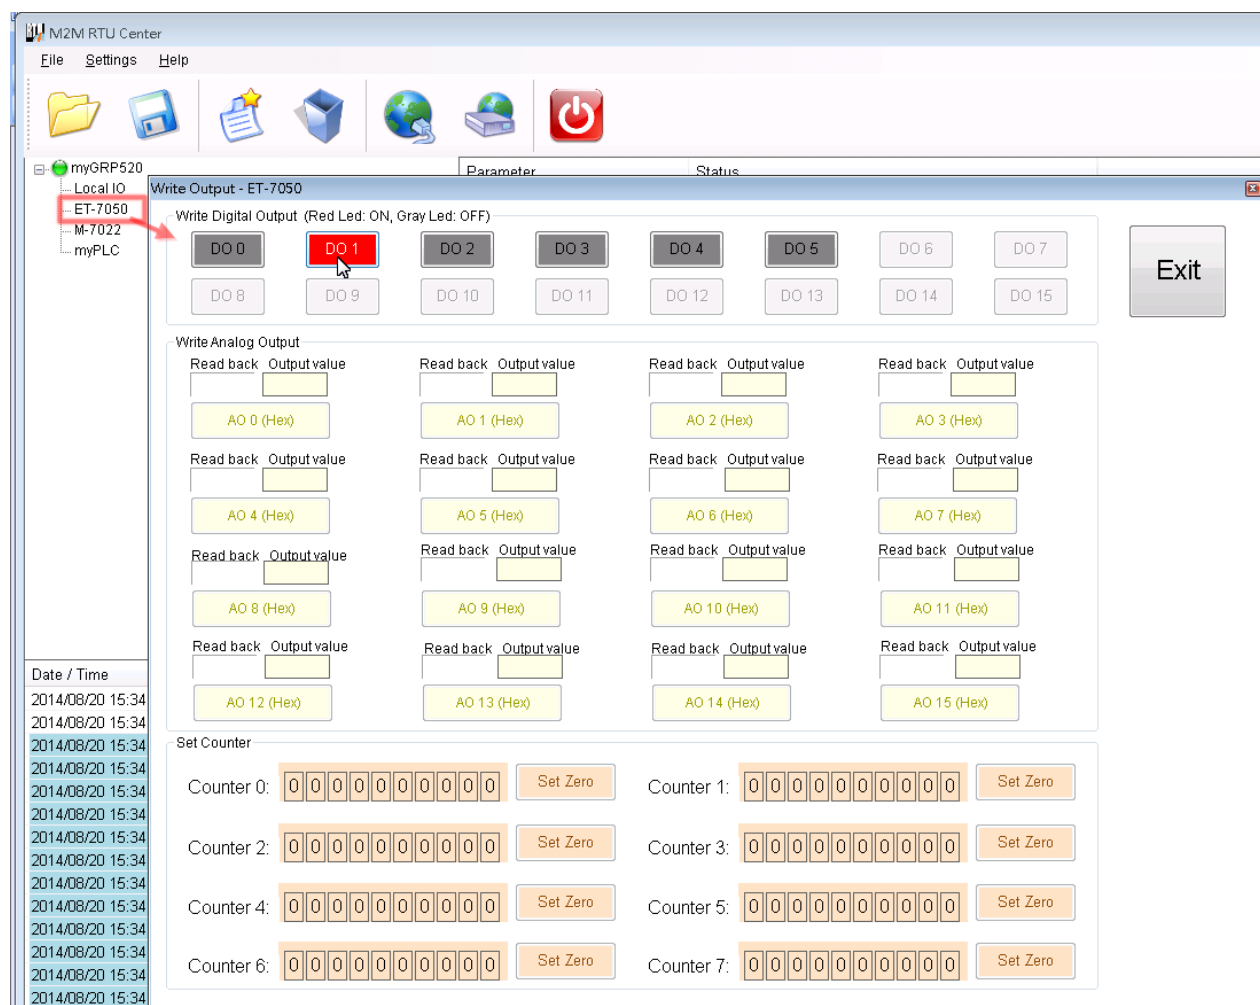 M2M RTU Center
File Settings Help
myGRP520
Local IO
ET-7050
M-7022
myPLC
Parameter Status
Write Output - ET-7050
Write Digital Output (Red Led: ON, Gray Led: OFF)
DO 0 DO 1 DO 2 DO 3 DO 4 DO 5 DO 6 DO 7
DO 8 DO 9 DO 10 DO 11 DO 12 DO 13 DO 14 DO 15
Exit
Write Analog Output
Read back Output value Read back Output value Read back Output value Read back Output value
AO 0 (Hex) AO 1 (Hex) AO 2 (Hex) AO 3 (Hex)
Read back Output value Read back Output value Read back Output value Read back Output value
AO 4 (Hex) AO 5 (Hex) AO 6 (Hex) AO 7 (Hex)
Read back Output value Read back Output value Read back Output value Read back Output value
AO 8 (Hex) AO 9 (Hex) AO 10 (Hex) AO 11 (Hex)
Read back Output value Read back Output value Read back Output value Read back Output value
AO 12 (Hex) AO 13 (Hex) AO 14 (Hex) AO 15 (Hex)
Set Counter
Counter 0: 0 0 0 0 0 0 0 0 0 0 Set Zero Counter 1: 0 0 0 0 0 0 0 0 0 0 Set Zero
Counter 2: 0 0 0 0 0 0 0 0 0 0 Set Zero Counter 3: 0 0 0 0 0 0 0 0 0 0 Set Zero
Counter 4: 0 0 0 0 0 0 0 0 0 0 Set Zero Counter 5: 0 0 0 0 0 0 0 0 0 0 Set Zero
Counter 6: 0 0 0 0 0 0 0 0 0 0 Set Zero Counter 7: 0 0 0 0 0 0 0 0 0 0 Set Zero
Date / Time
2014/08/20 15:34
2014/08/20 15:34
2014/08/20 15:34
2014/08/20 15:34
2014/08/20 15:34
2014/08/20 15:34
2014/08/20 15:34
2014/08/20 15:34
2014/08/20 15:34
2014/08/20 15:34
2014/08/20 15:34
2014/08/20 15:34
2014/08/20 15:34
2014/08/20 15:34